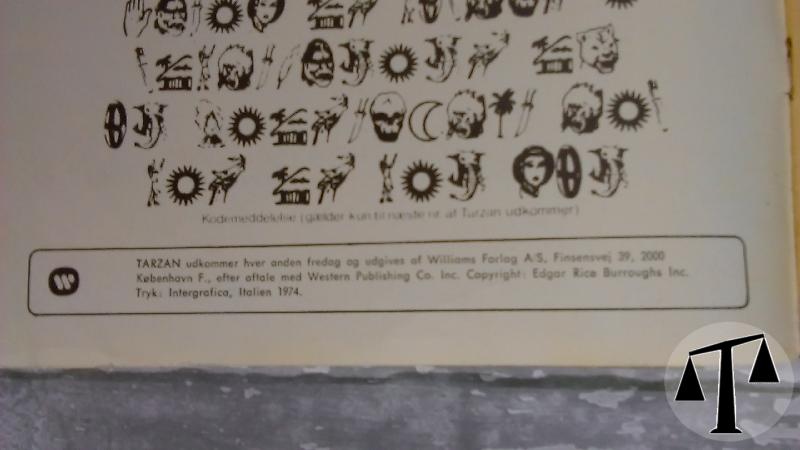 Kodemeddelelse (gælder kun til næste nr. af Tarzan udkommer)
TARZAN udkommer hver anden fredag og udgives af Williams Forlag A/S, Finsensvej 39, 2000
København F., efter aftale med Western Publishing Co. Inc. Copyright: Edgar Rice Burroughs Inc.
Tryk: Intergrafica, Italien 1974.